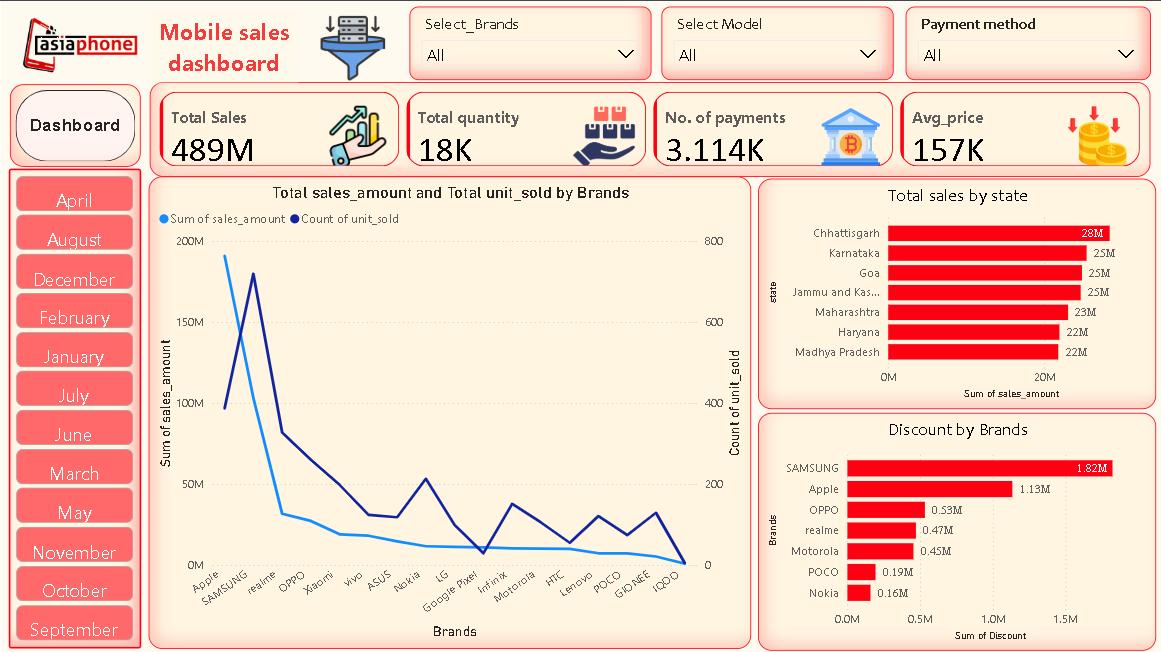 asiaphone
Mobile sales
dashboard
Select_Brands
All
Select Model
All
Payment method
All
Dashboard
Total Sales
489M
Total quantity
18K
No. of payments
3.114K
Avg_price
157K
April
August
December
February
January
July
June
March
May
November
October
September
Total sales_amount and Total unit_sold by Brands
Sum of sales_amount Count of unit_sold
Sum of sales_amount
200M
150M
100M
50M
0M
800
600
400
200
0
Count of unit_sold
Apple
SAMSUNG
realme
OPPO
Xiaomi
vivo
ASUS
Nokia
LG
Google Pixel
Infinix
Motorola
HTC
Lenovo
POCO
GIONEE
IQOO
Brands
Total sales by state
state
Chhattisgarh 28M
Karnataka 25M
Goa 25M
Jammu and Kas... 25M
Maharashtra 23M
Haryana 22M
Madhya Pradesh 22M
0M 20M
Sum of sales_amount
Discount by Brands
Brands
SAMSUNG 1.82M
Apple 1.13M
OPPO 0.53M
realme 0.47M
Motorola 0.45M
POCO 0.19M
Nokia 0.16M
0.0M 0.5M 1.0M 1.5M
Sum of Discount